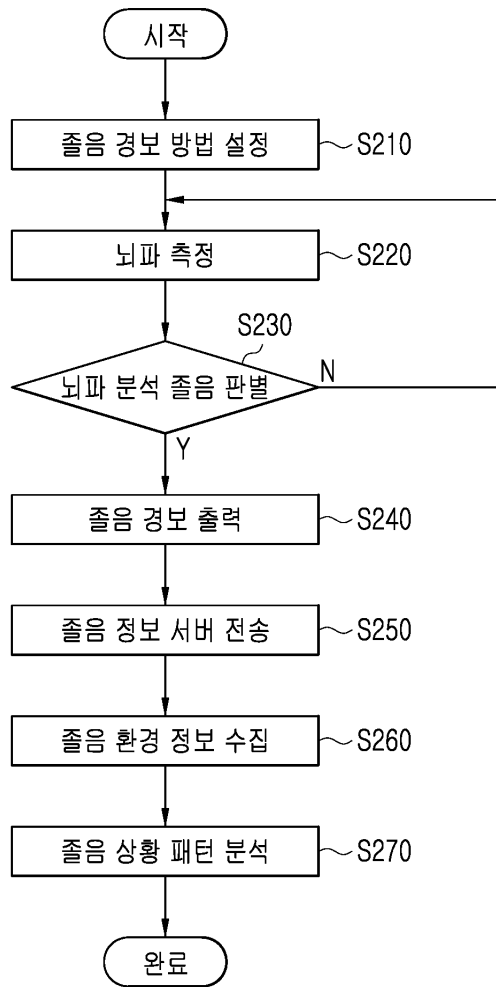 시작
졸음 경보 방법 설정
S210
뇌파 측정
S220
S230
뇌파 분석 졸음 판별
N
Y
졸음 경보 출력
S240
졸음 정보 서버 전송
S250
졸음 환경 정보 수집
S260
졸음 상황 패턴 분석
S270
완료